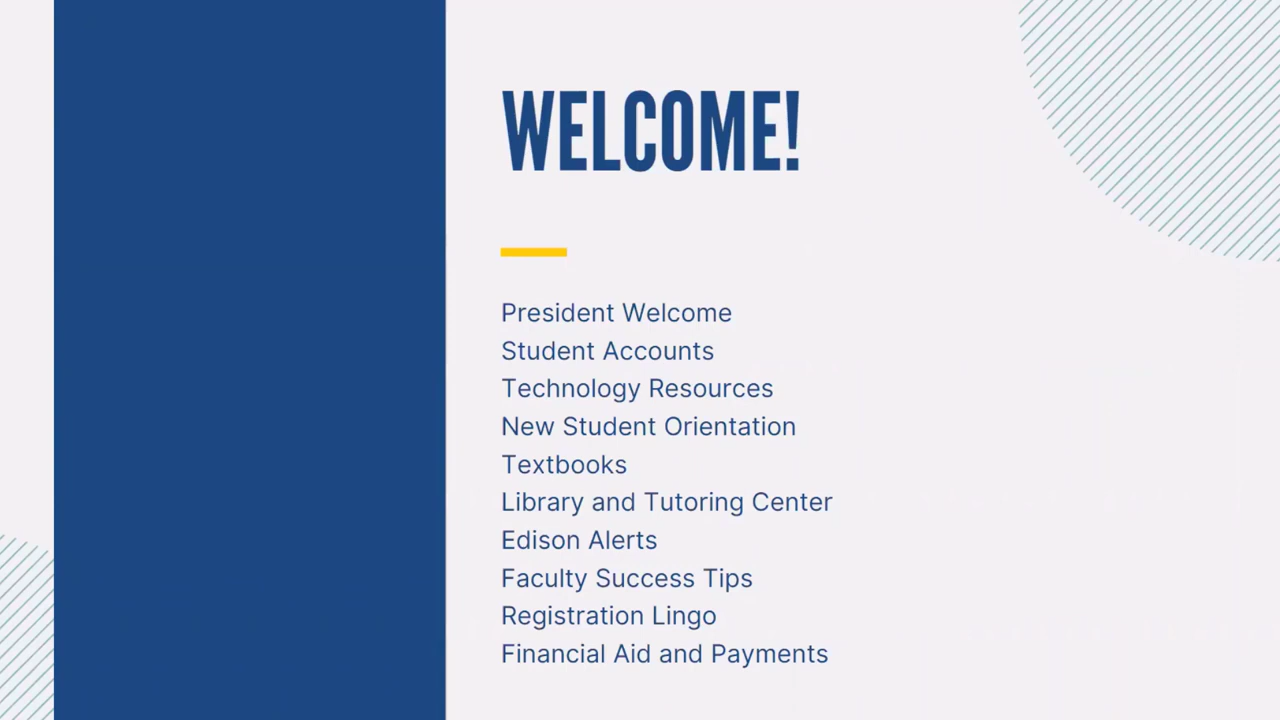 WELCOME!
President Welcome
Student Accounts
Technology Resources
New Student Orientation
Textbooks
Library and Tutoring Center
Edison Alerts
Faculty Success Tips
Registration Lingo
Financial Aid and Payments